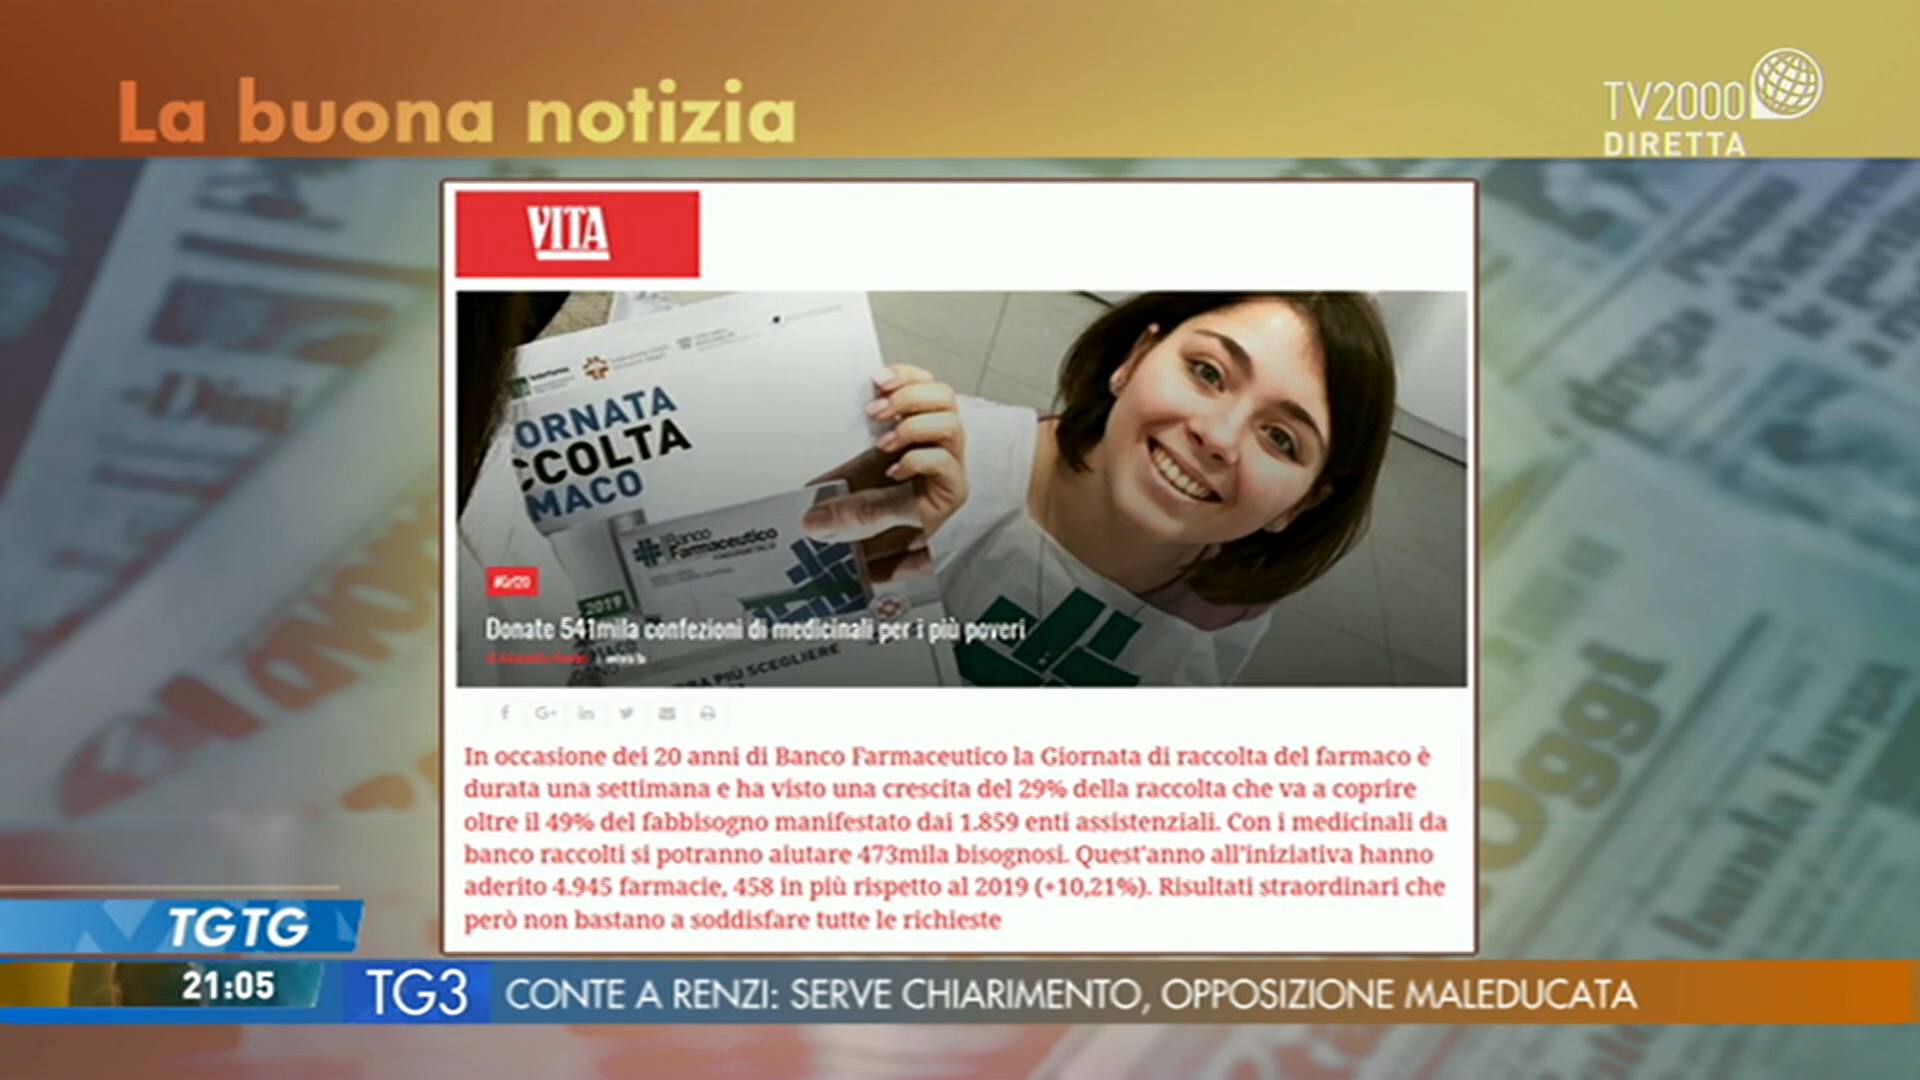 La buona notizia
TV2000
DIRETTA
VITA
ORNATA
CCOLTA
MACO
Banco
Farmaceutico
2019
Donate 541mila confezioni di medicinali per i più poveri
PIÙ SCEGLIERE
In occasione dei 20 anni di Banco Farmaceutico la Giornata di raccolta del farmaco è
durata una settimana e ha visto una crescita del 29% della raccolta che va a coprire
oltre il 49% del fabbisogno manifestato dai 1.859 enti assistenziali. Con i medicinali da
banco raccolti si potranno aiutare 473mila bisognosi. Quest'anno all'iniziativa hanno
aderito 4.945 farmacie, 458 in più rispetto al 2019 (+10,21%). Risultati straordinari che
però non bastano a soddisfare tutte le richieste
oggi
TGTG
21:05
TG3
CONTE A RENZI: SERVE CHIARIMENTO, OPPOSIZIONE MALEDUCATA